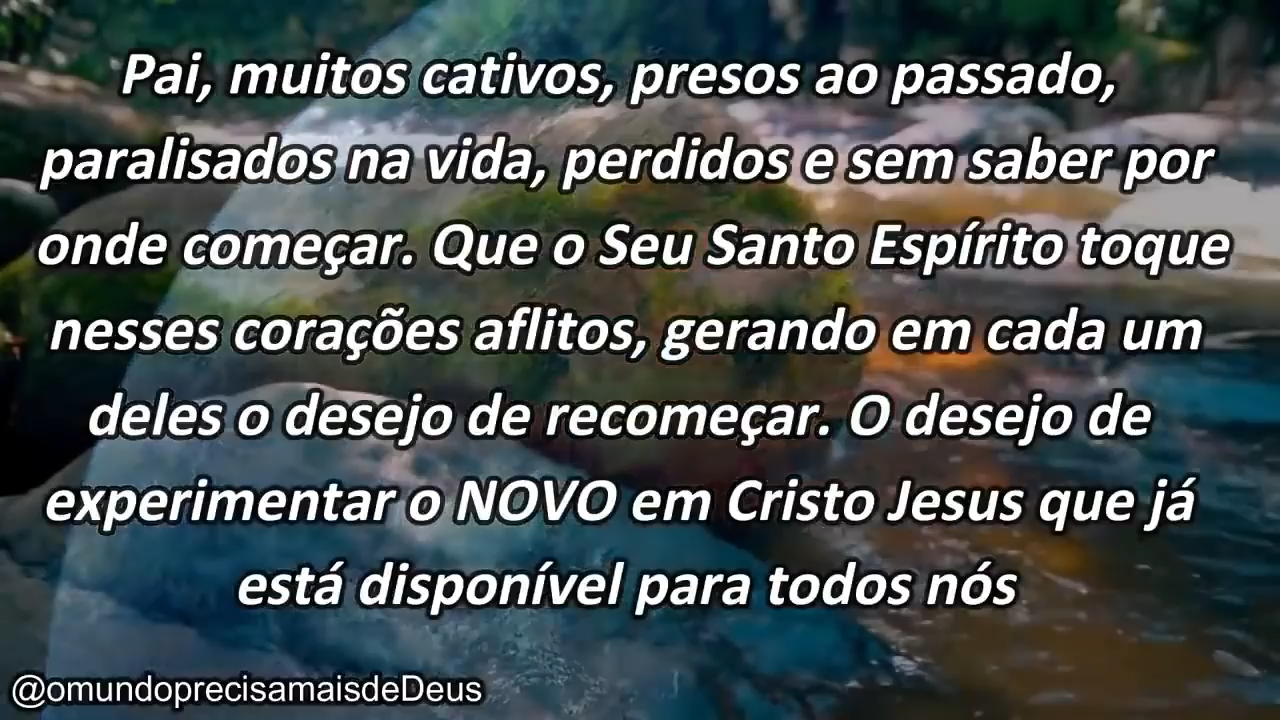 Pai, muitos cativos, presos ao passado,
paralisados na vida, perdidos e sem saber por
onde começar. Que o Seu Santo Espírito toque
nesses corações aflitos, gerando em cada um
deles o desejo de recomeçar. O desejo de
experimentar o NOVO em Cristo Jesus que já
está disponível para todos nós
@omundoprecisamaisdeDeus